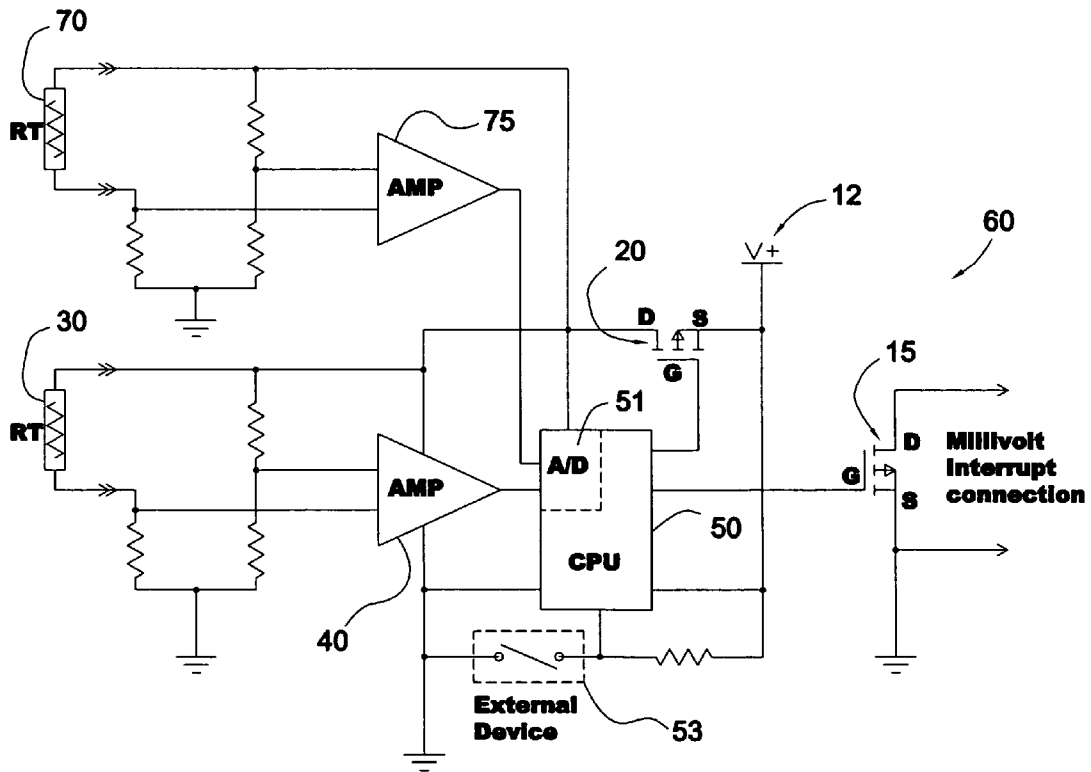 70
RT
75
AMP
12
V+
60
20
D
S
G
30
RT
51
A/D
AMP
15
D
G
S
Millivolt
Interrupt
connection
50
CPU
40
External
Device
53